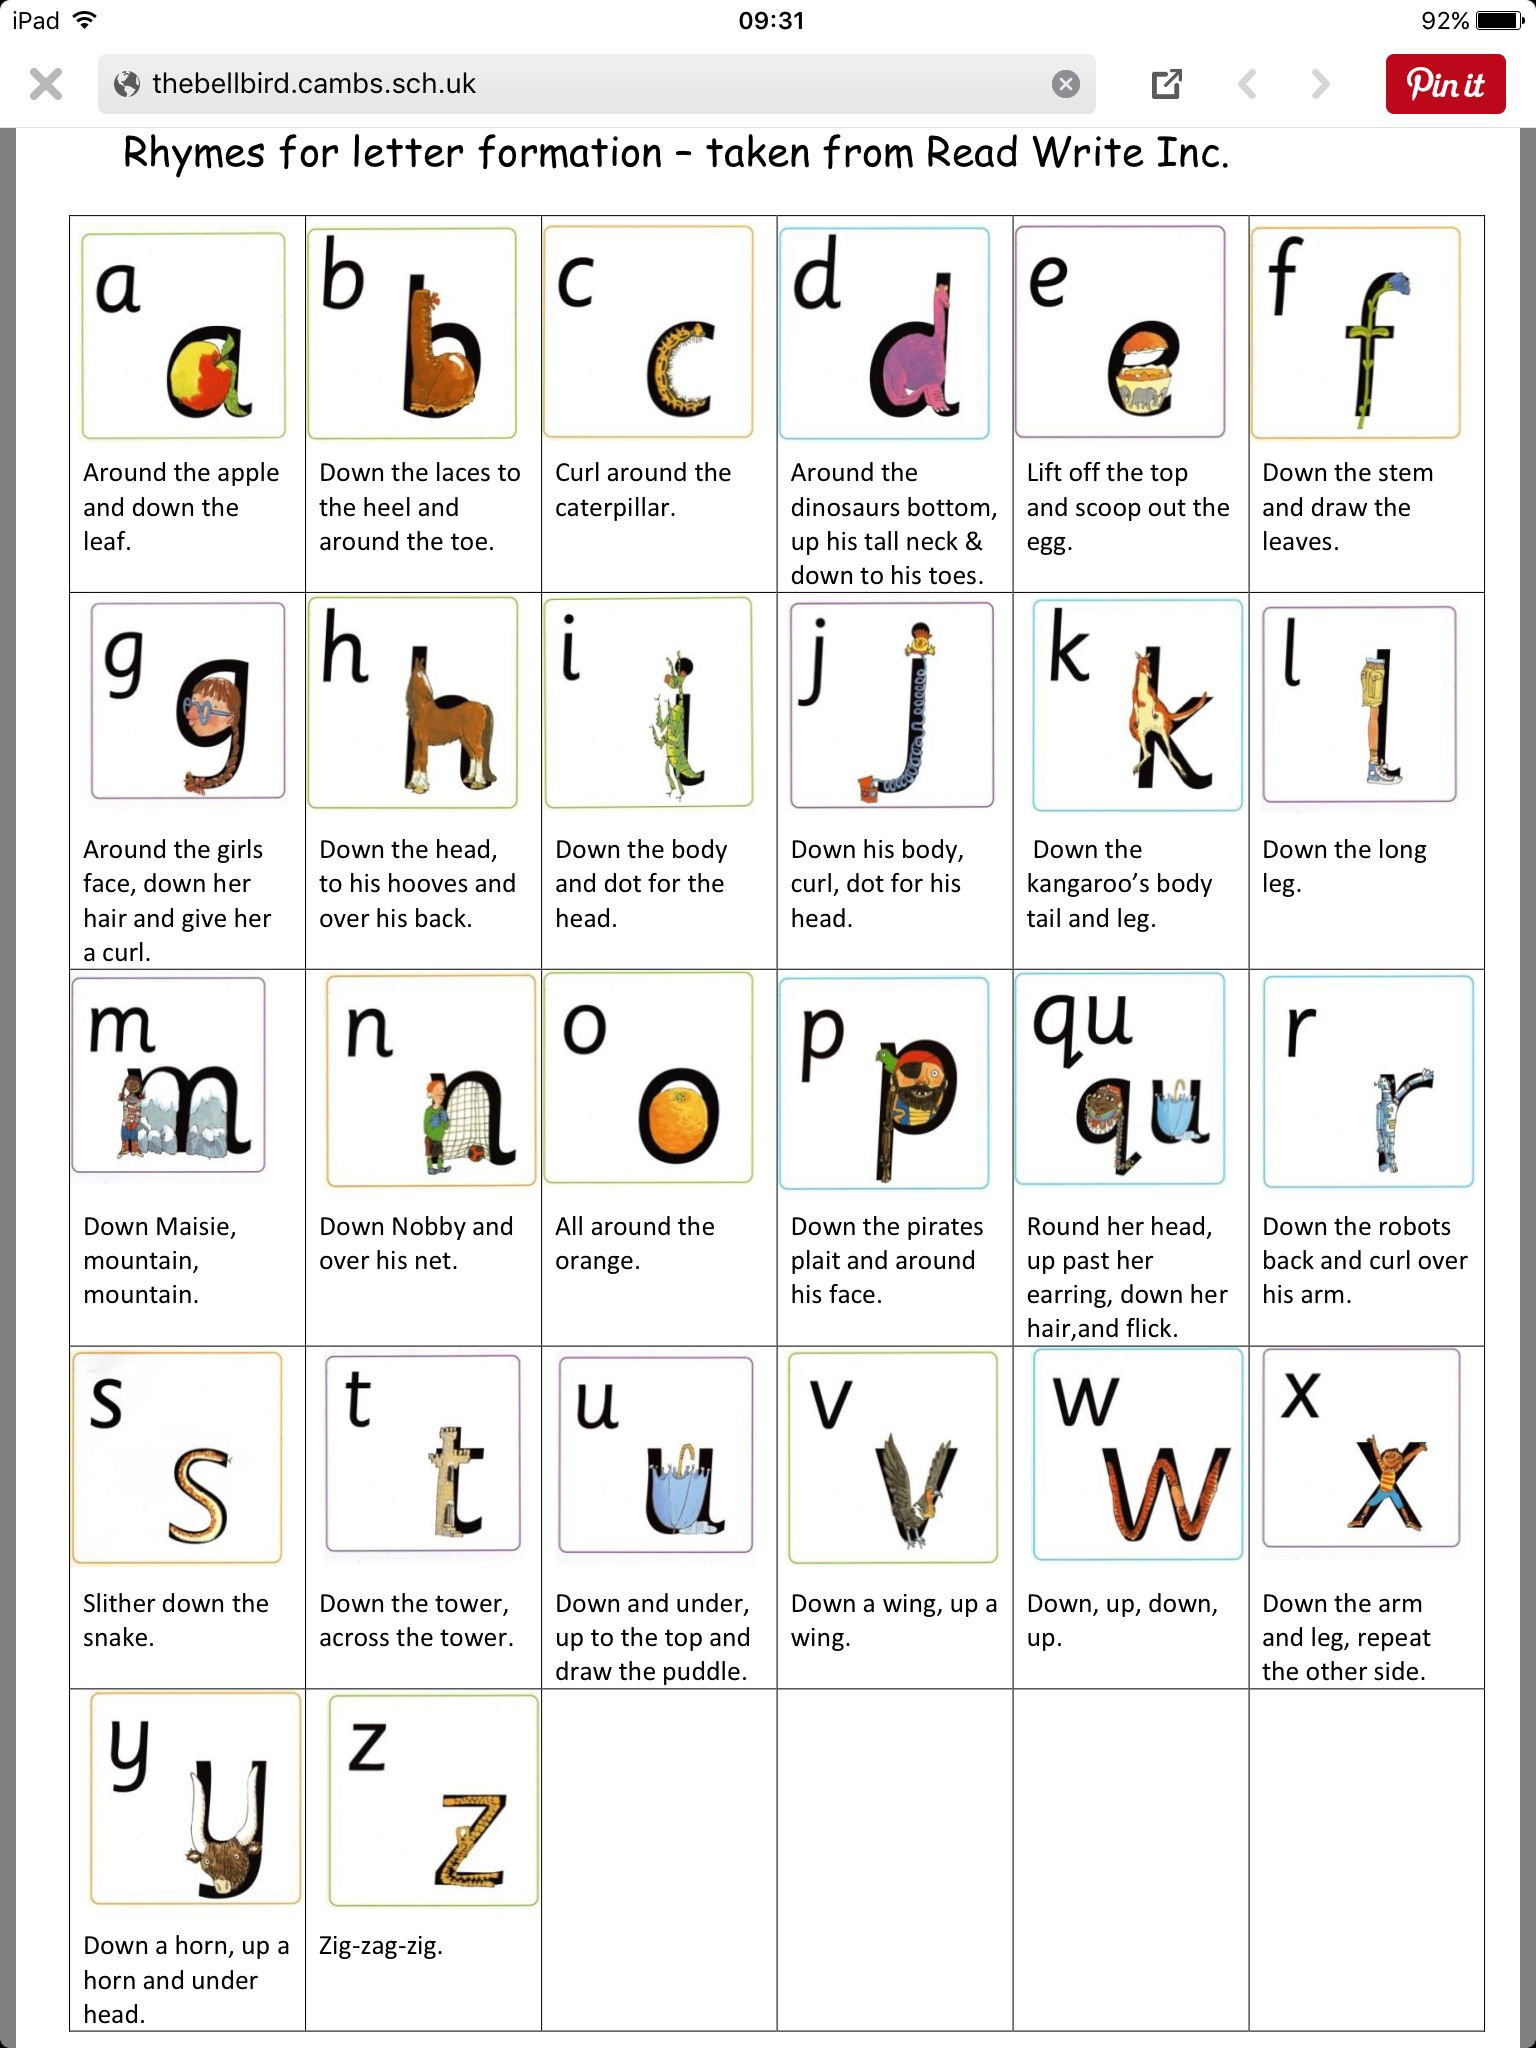 iPad
09:31
92%
thebellbird.cambs.sch.uk
Pin it
Rhymes for letter formation – taken from Read Write Inc.
a
a
Around the apple
and down the
leaf.
b
b
Down the laces to
the heel and
around the toe.
c
c
Curl around the
caterpillar.
d
d
Around the
dinosaurs bottom,
up his tall neck &
down to his toes.
e
e
Lift off the top
and scoop out the
egg.
f
f
Down the stem
and draw the
leaves.
g
g
Around the girls
face, down her
hair and give her
a curl.
h
h
Down the head,
to his hooves and
over his back.
i
i
Down the body
and dot for the
head.
j
j
Down his body,
curl, dot for his
head.
k
k
Down the
kangaroo’s body
tail and leg.
l
l
Down the long
leg.
m
m
Down Maisie,
mountain,
mountain.
n
n
Down Nobby and
over his net.
o
o
All around the
orange.
p
p
Down the pirates
plait and around
his face.
qu
qu
Round her head,
up past her
earring, down her
hair,and flick.
r
r
Down the robots
back and curl over
his arm.
s
s
Slither down the
snake.
t
t
Down the tower,
across the tower.
u
u
Down and under,
up to the top and
draw the puddle.
v
v
Down a wing, up a
wing.
w
w
Down, up, down,
up.
x
x
Down the arm
and leg, repeat
the other side.
y
y
Down a horn, up a
horn and under
head.
z
z
Zig-zag-zig.